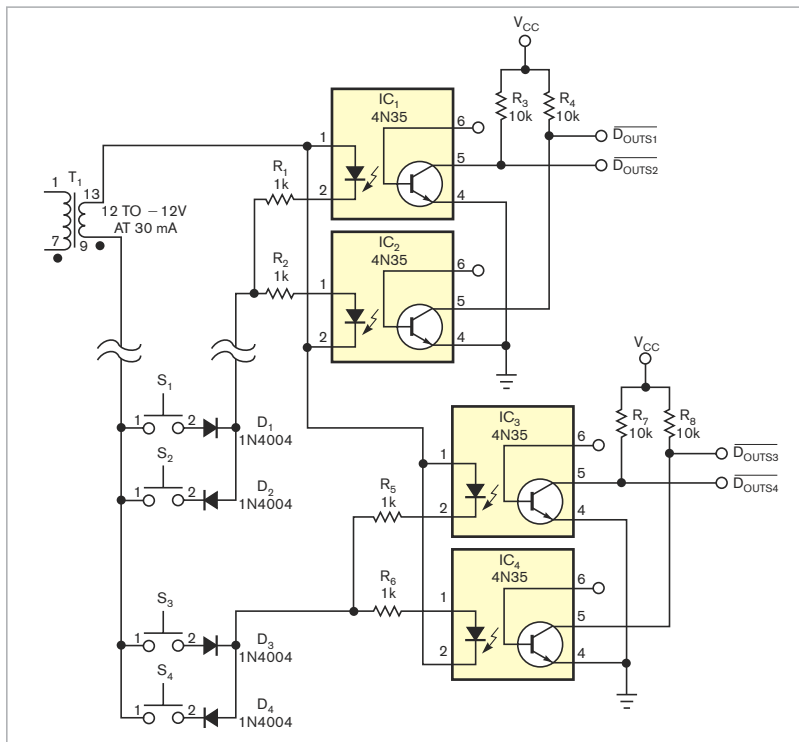 VCC
IC1
4N35
R3
10k
R4
10k
6
1
5
DOUTS1
DOUTS2
R1
1k
2
4
T1
1
13
12 TO –12V
AT 30 mA
7
9
IC2
4N35
R2
1k
6
1
5
2
4
VCC
S1
1
2
D1
1N4004
S2
1
2
D2
1N4004
IC3
4N35
R7
10k
R8
10k
6
1
5
DOUTS3
DOUTS4
R5
1k
2
4
IC4
4N35
R6
1k
6
1
5
2
4
S3
1
2
D3
1N4004
S4
1
2
D4
1N4004